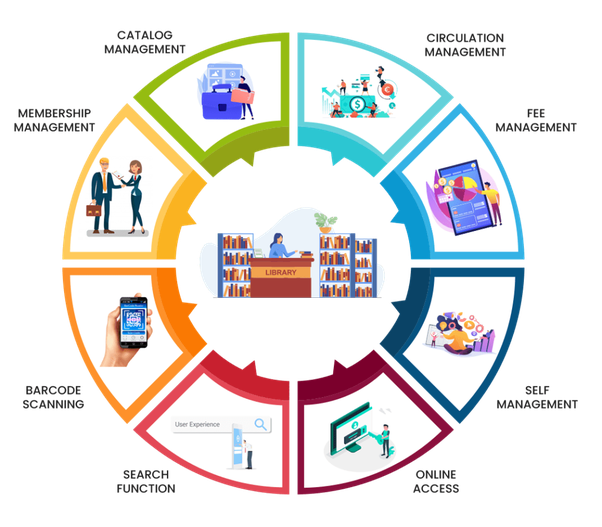 CATALOG
MANAGEMENT
CIRCULATION
MANAGEMENT
MEMBERSHIP
MANAGEMENT
FEE
MANAGEMENT
LIBRARY
BARCODE
SCANNING
SELF
MANAGEMENT
User Experience
SEARCH
FUNCTION
ONLINE
ACCESS